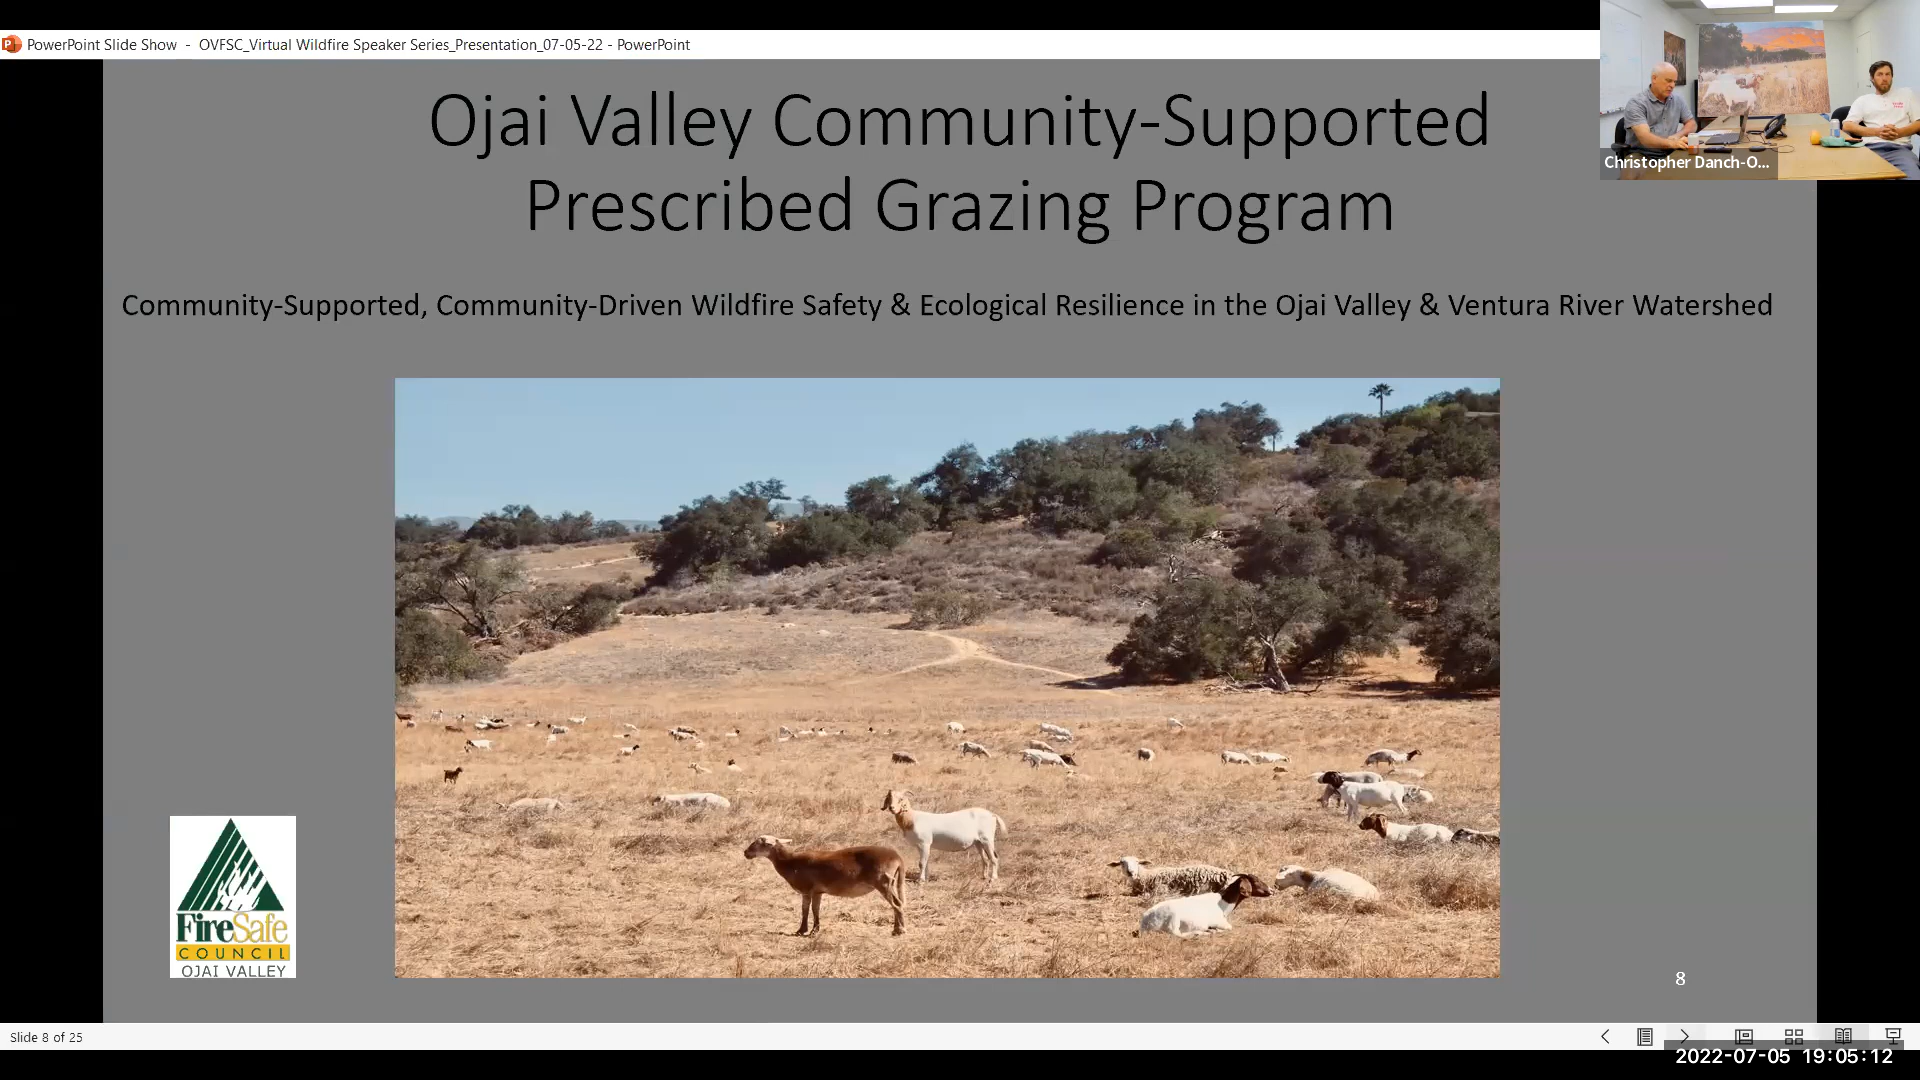 PowerPoint Slide Show - OVFSC_Virtual Wildfire Speaker Series_Presentation_07-05-22 - PowerPoint
Christopher Danch-O...
Ojai Valley Community-Supported
Prescribed Grazing Program
Community-Supported, Community-Driven Wildfire Safety & Ecological Resilience in the Ojai Valley & Ventura River Watershed
FireSafe
COUNCIL
OJAI VALLEY
8
Slide 8 of 25
2022-07-05 19:05:12